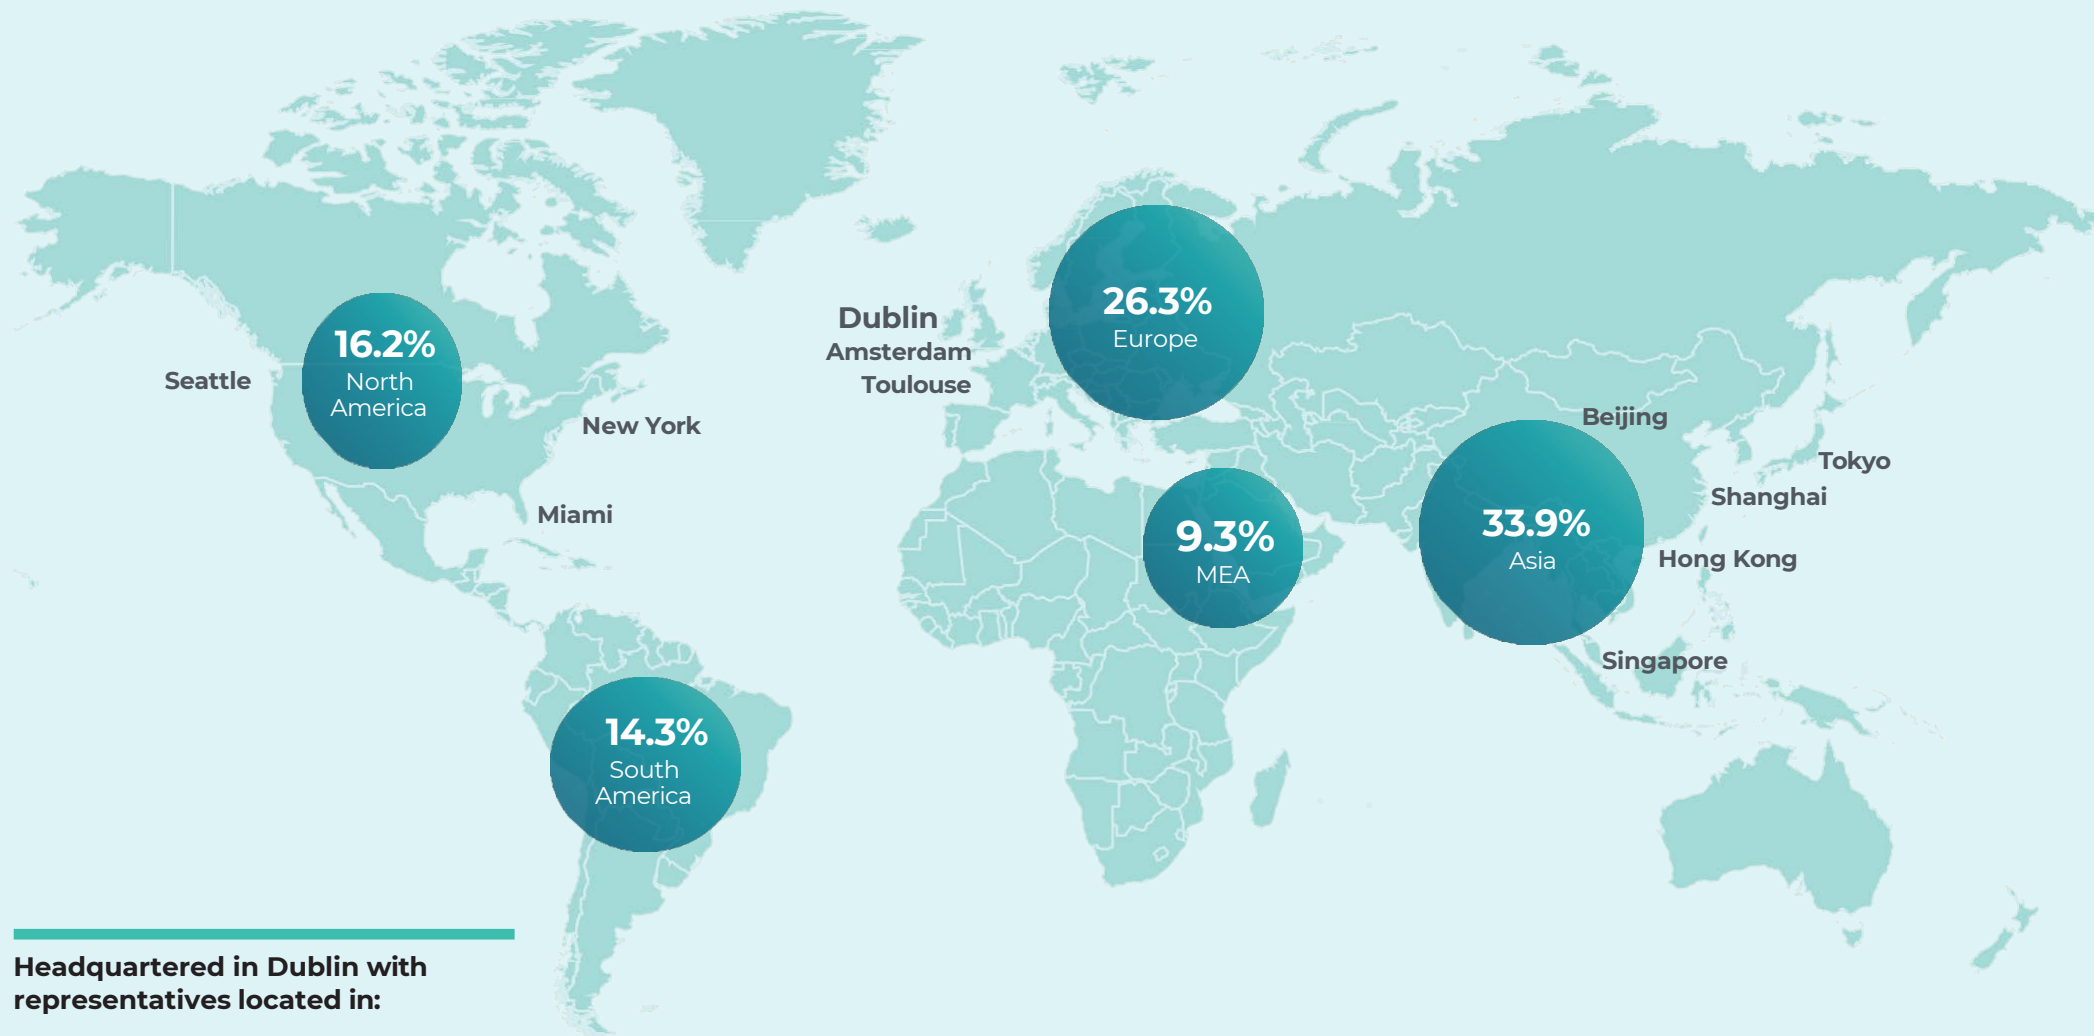 16.2%
North
America
Seattle
New York
Miami
14.3%
South
America
Dublin
Amsterdam
Toulouse
26.3%
Europe
9.3%
MEA
33.9%
Asia
Beijing
Tokyo
Shanghai
Hong Kong
Singapore
Headquartered in Dublin with
representatives located in: